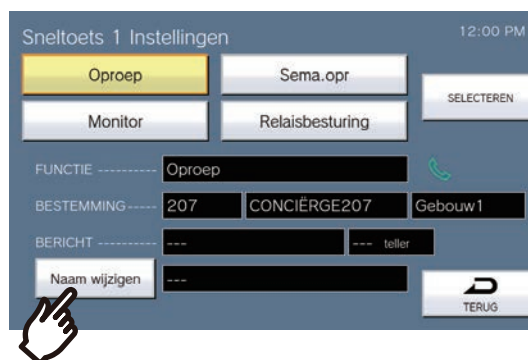 Sneltoets 1 Instellingen 12:00 PM
Oproep Sema.opr
SELECTEREN
Monitor Relaisbesturing
FUNCTIE ---------- Oproep
BESTEMMING ----- 207 CONCIËRGE207 Gebouw1
BERICHT ---------- --- --- teller
Naam wijzigen ---
TERUG